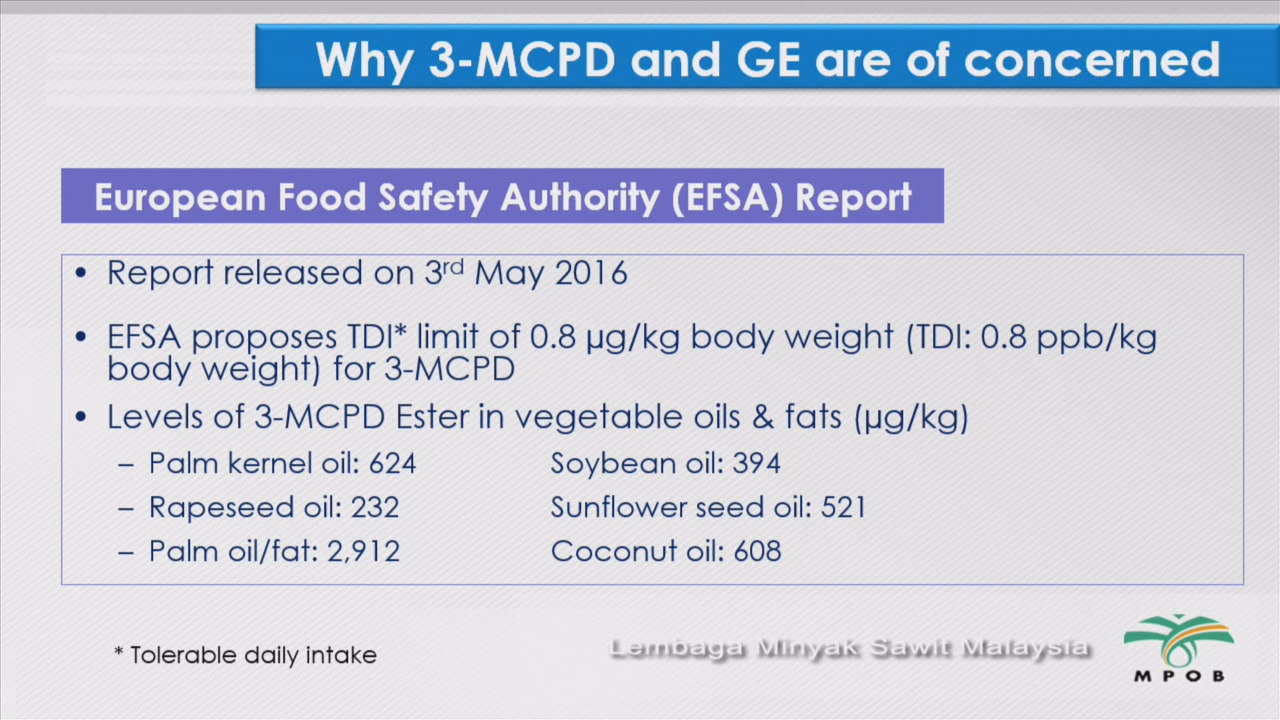 Why 3-MCPD and GE are of concerned
European Food Safety Authority (EFSA) Report
• Report released on 3rd May 2016
• EFSA proposes TDI* limit of 0.8 µg/kg body weight (TDI: 0.8 ppb/kg
body weight) for 3-MCPD
• Levels of 3-MCPD Ester in vegetable oils & fats (µg/kg)
– Palm kernel oil: 624 Soybean oil: 394
– Rapeseed oil: 232 Sunflower seed oil: 521
– Palm oil/fat: 2,912 Coconut oil: 608
* Tolerable daily intake
Lembaga Minyak Sawit Malaysia
MPOB